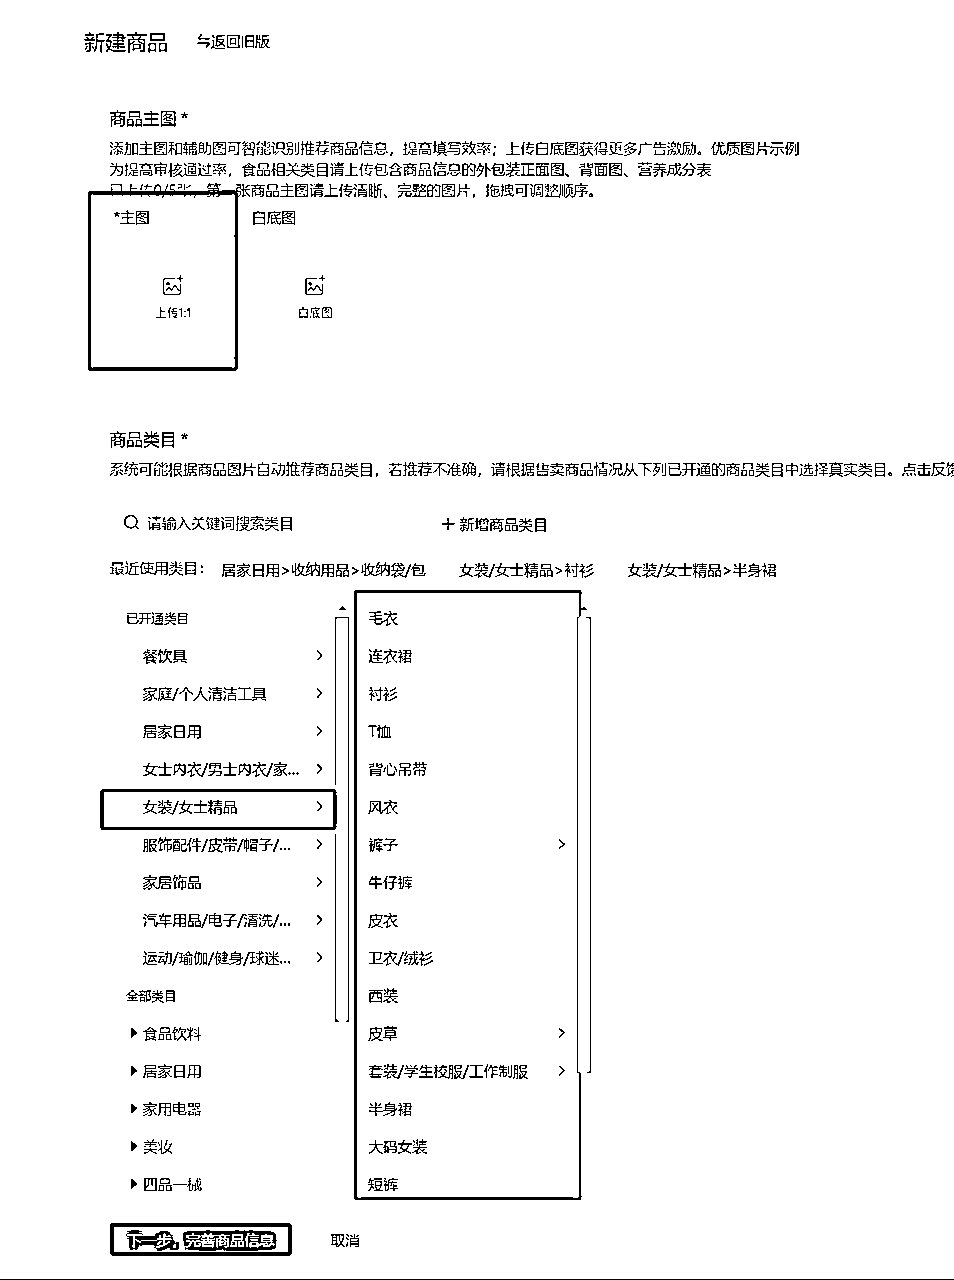 新建商品 ⇋返回旧版
商品主图 *
添加主图和辅助图可智能识别推荐商品信息，提高填写效率；上传白底图获得更多广告激励。优质图片示例
为提高审核通过率，食品相关类目请上传包含商品信息的外包装正面图、背面图、营养成分表
已上传0/5张，第一张商品主图请上传清晰、完整的图片，拖拽可调整顺序。
*主图 白底图
上传1:1 白底图
商品类目 *
系统可能根据商品图片自动推荐商品类目，若推荐不准确，请根据售卖商品情况从下列已开通的商品类目中选择真实类目。点击反馈
请输入关键词搜索类目 + 新增商品类目
最近使用类目： 居家日用>收纳用品>收纳袋/包 女装/女士精品>衬衫 女装/女士精品>半身裙
已开通类目
餐饮具 >
家庭/个人清洁工具 >
居家日用 >
女士内衣/男士内衣/家... >
女装/女士精品 >
服饰配件/皮带/帽子/... >
家居饰品 >
汽车用品/电子/清洗/... >
运动/瑜伽/健身/球迷... >
全部类目
食品饮料
居家日用
家用电器
美妆
四品一械
毛衣
连衣裙
衬衫
T恤
背心吊带
风衣
裤子 >
牛仔裤
皮衣
卫衣/绒衫
西装
皮草 >
套装/学生校服/工作制服 >
半身裙
大码女装
短裤
下一步，完善商品信息 取消